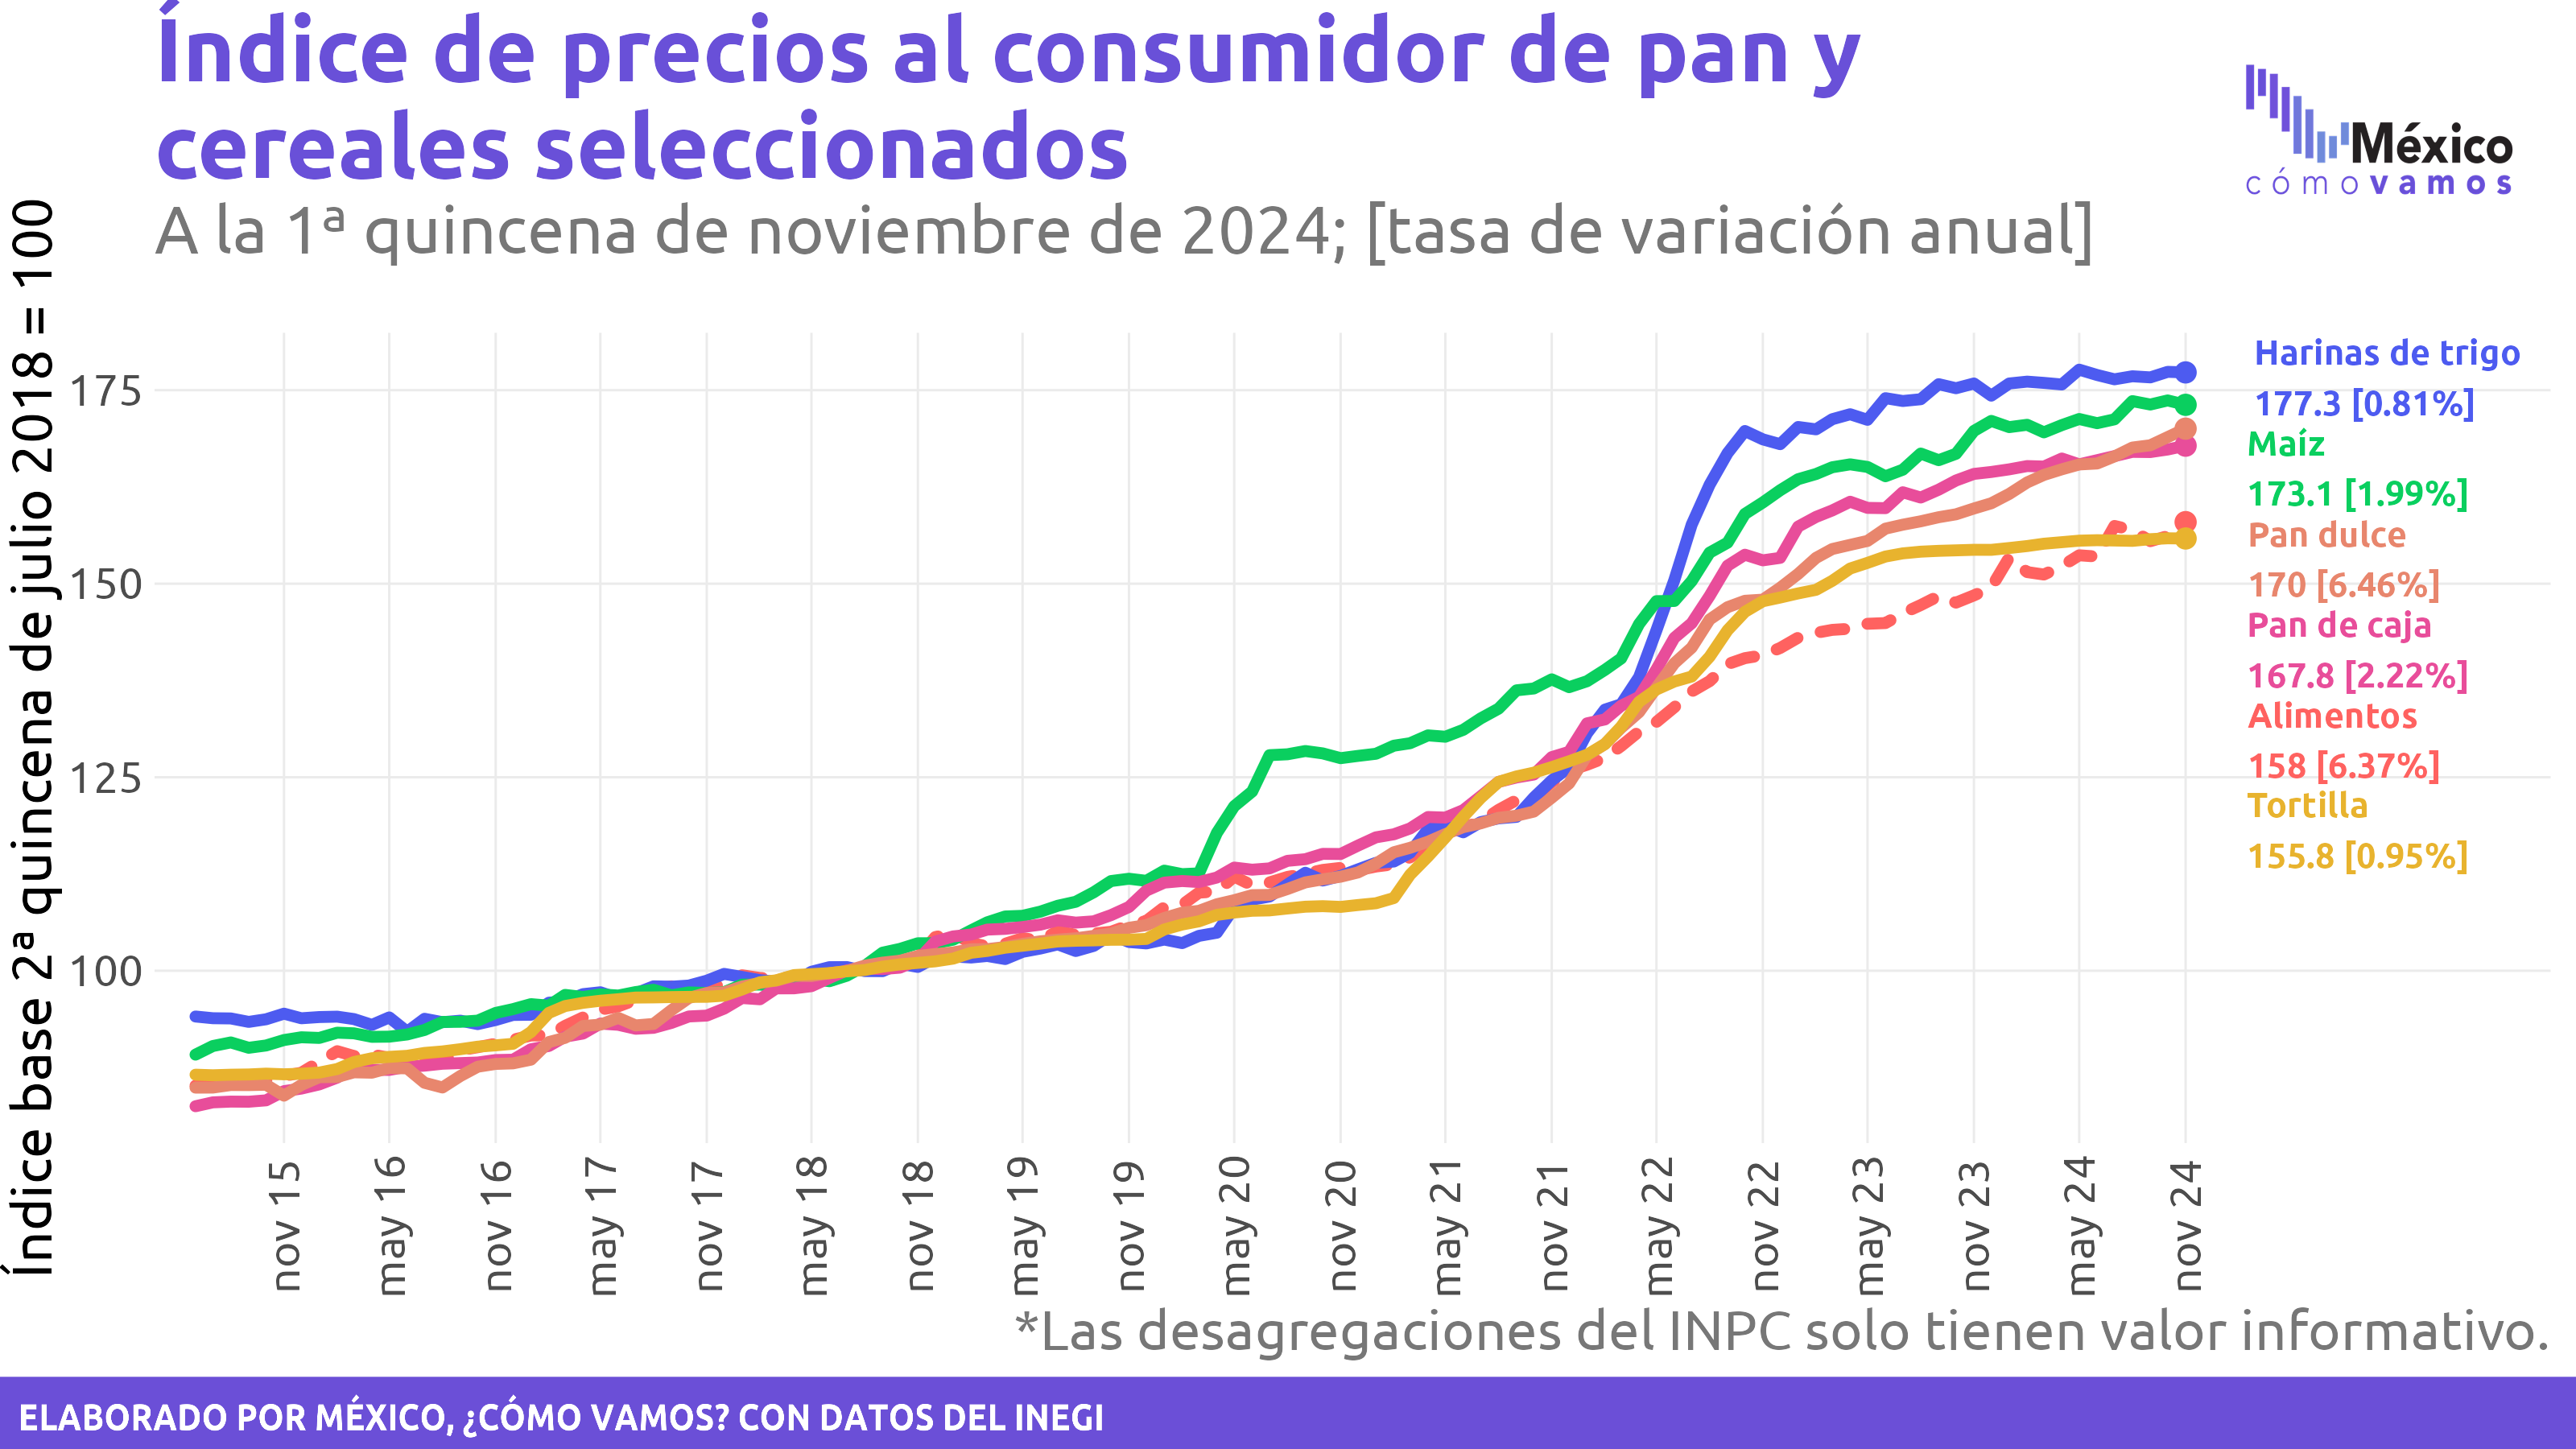 Índice de precios al consumidor de pan y
cereales seleccionados
A la 1ª quincena de noviembre de 2024; [tasa de variación anual]
México
cómo vamos
Índice base 2ª quincena de julio 2018 = 100
175
150
125
100
Harinas de trigo
177.3 [0.81%]
Maíz
173.1 [1.99%]
Pan dulce
170 [6.46%]
Pan de caja
167.8 [2.22%]
Alimentos
158 [6.37%]
Tortilla
155.8 [0.95%]
nov 15
may 16
nov 16
may 17
nov 17
may 18
nov 18
may 19
nov 19
may 20
nov 20
may 21
nov 21
may 22
nov 22
may 23
nov 23
may 24
nov 24
*Las desagregaciones del INPC solo tienen valor informativo.
ELABORADO POR MÉXICO, ¿CÓMO VAMOS? CON DATOS DEL INEGI